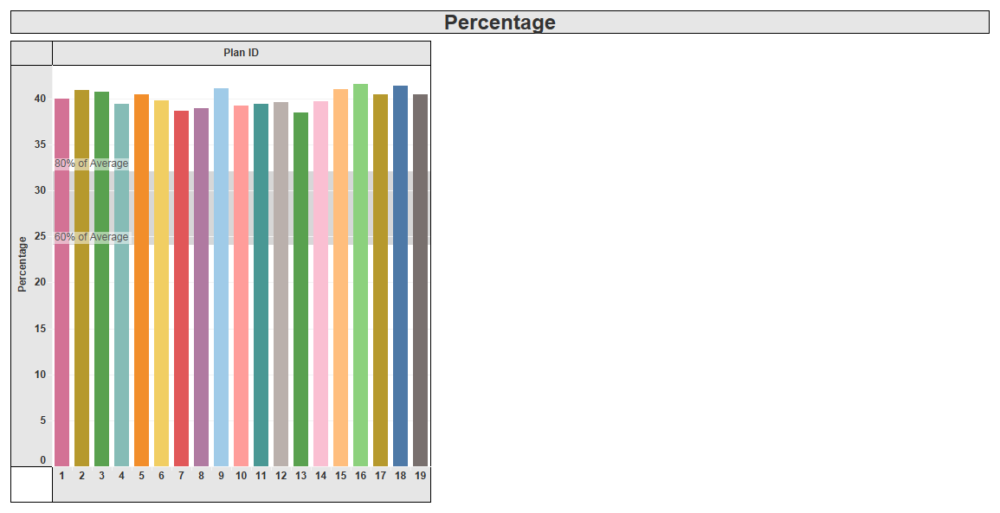 Percentage
Plan ID
40
35
80% of Average
30
25
60% of Average
Percentage
20
15
10
5
0
1 2 3 4 5 6 7 8 9 10 11 12 13 14 15 16 17 18 19